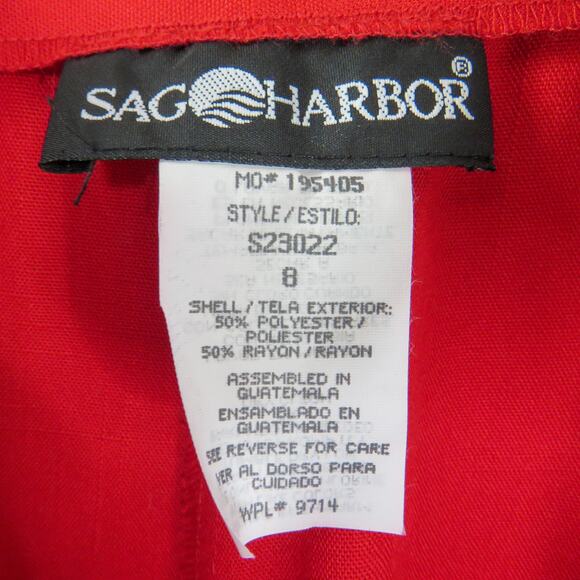 SAG HARBOR®
MO# 195405
STYLE/ESTILO:
S23022
8
SHELL/TELA EXTERIOR:
50% POLYESTER/
POLIESTER
50% RAYON/RAYON
ASSEMBLED IN
GUATEMALA
ENSAMBLADO EN
GUATEMALA
SEE REVERSE FOR CARE
VER AL DORSO PARA
CUIDADO
WPL# 9714